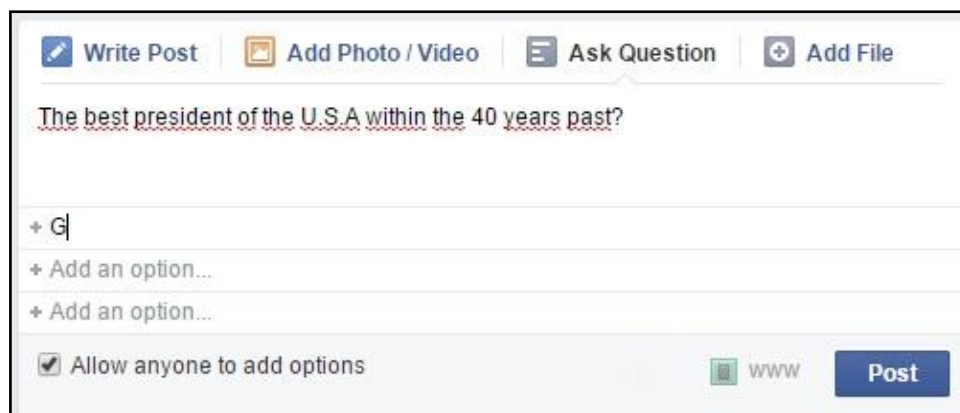 Write Post Add Photo / Video Ask Question Add File
The best president of the U.S.A within the 40 years past?
+ G
+ Add an option...
+ Add an option...
Allow anyone to add options www Post